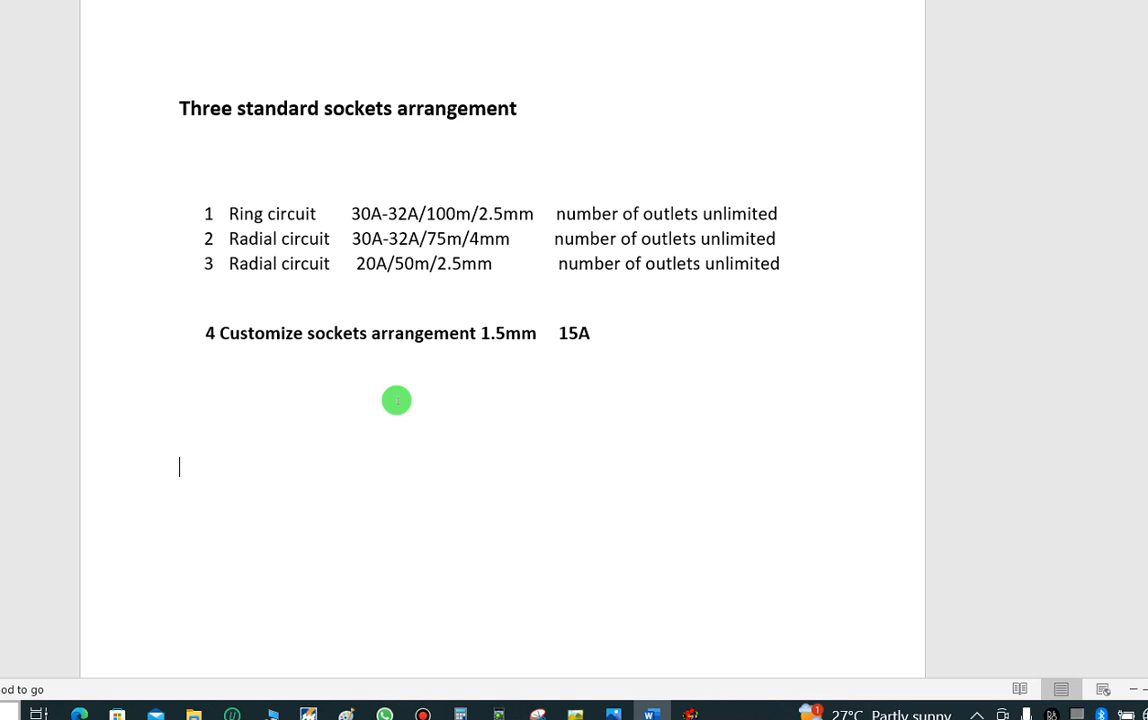 Three standard sockets arrangement
1 Ring circuit 30A-32A/100m/2.5mm number of outlets unlimited
2 Radial circuit 30A-32A/75m/4mm number of outlets unlimited
3 Radial circuit 20A/50m/2.5mm number of outlets unlimited
4 Customize sockets arrangement 1.5mm 15A
od to go
1
27°C Partly sunny